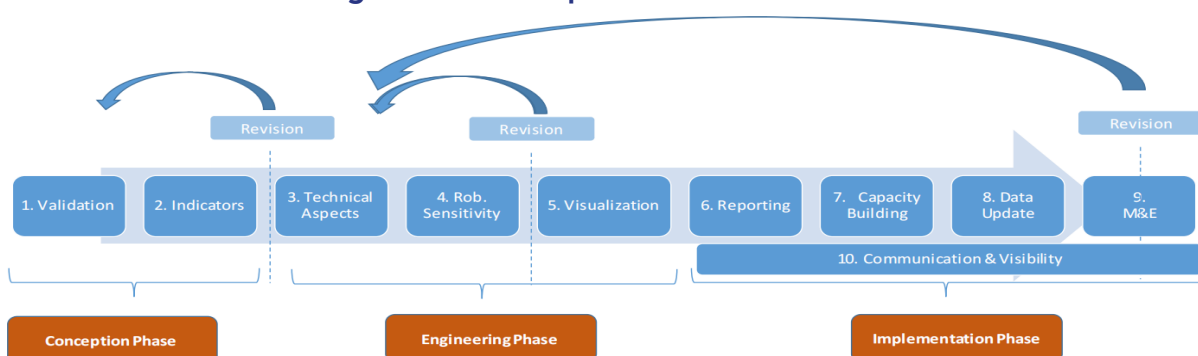 Revision
Revision
Revision
1. Validation
2. Indicators
3. Technical
Aspects
4. Rob.
Sensitivity
5. Visualization
6. Reporting
7. Capacity
Building
8. Data
Update
9.
M&E
10. Communication & Visibility
Conception Phase
Engineering Phase
Implementation Phase